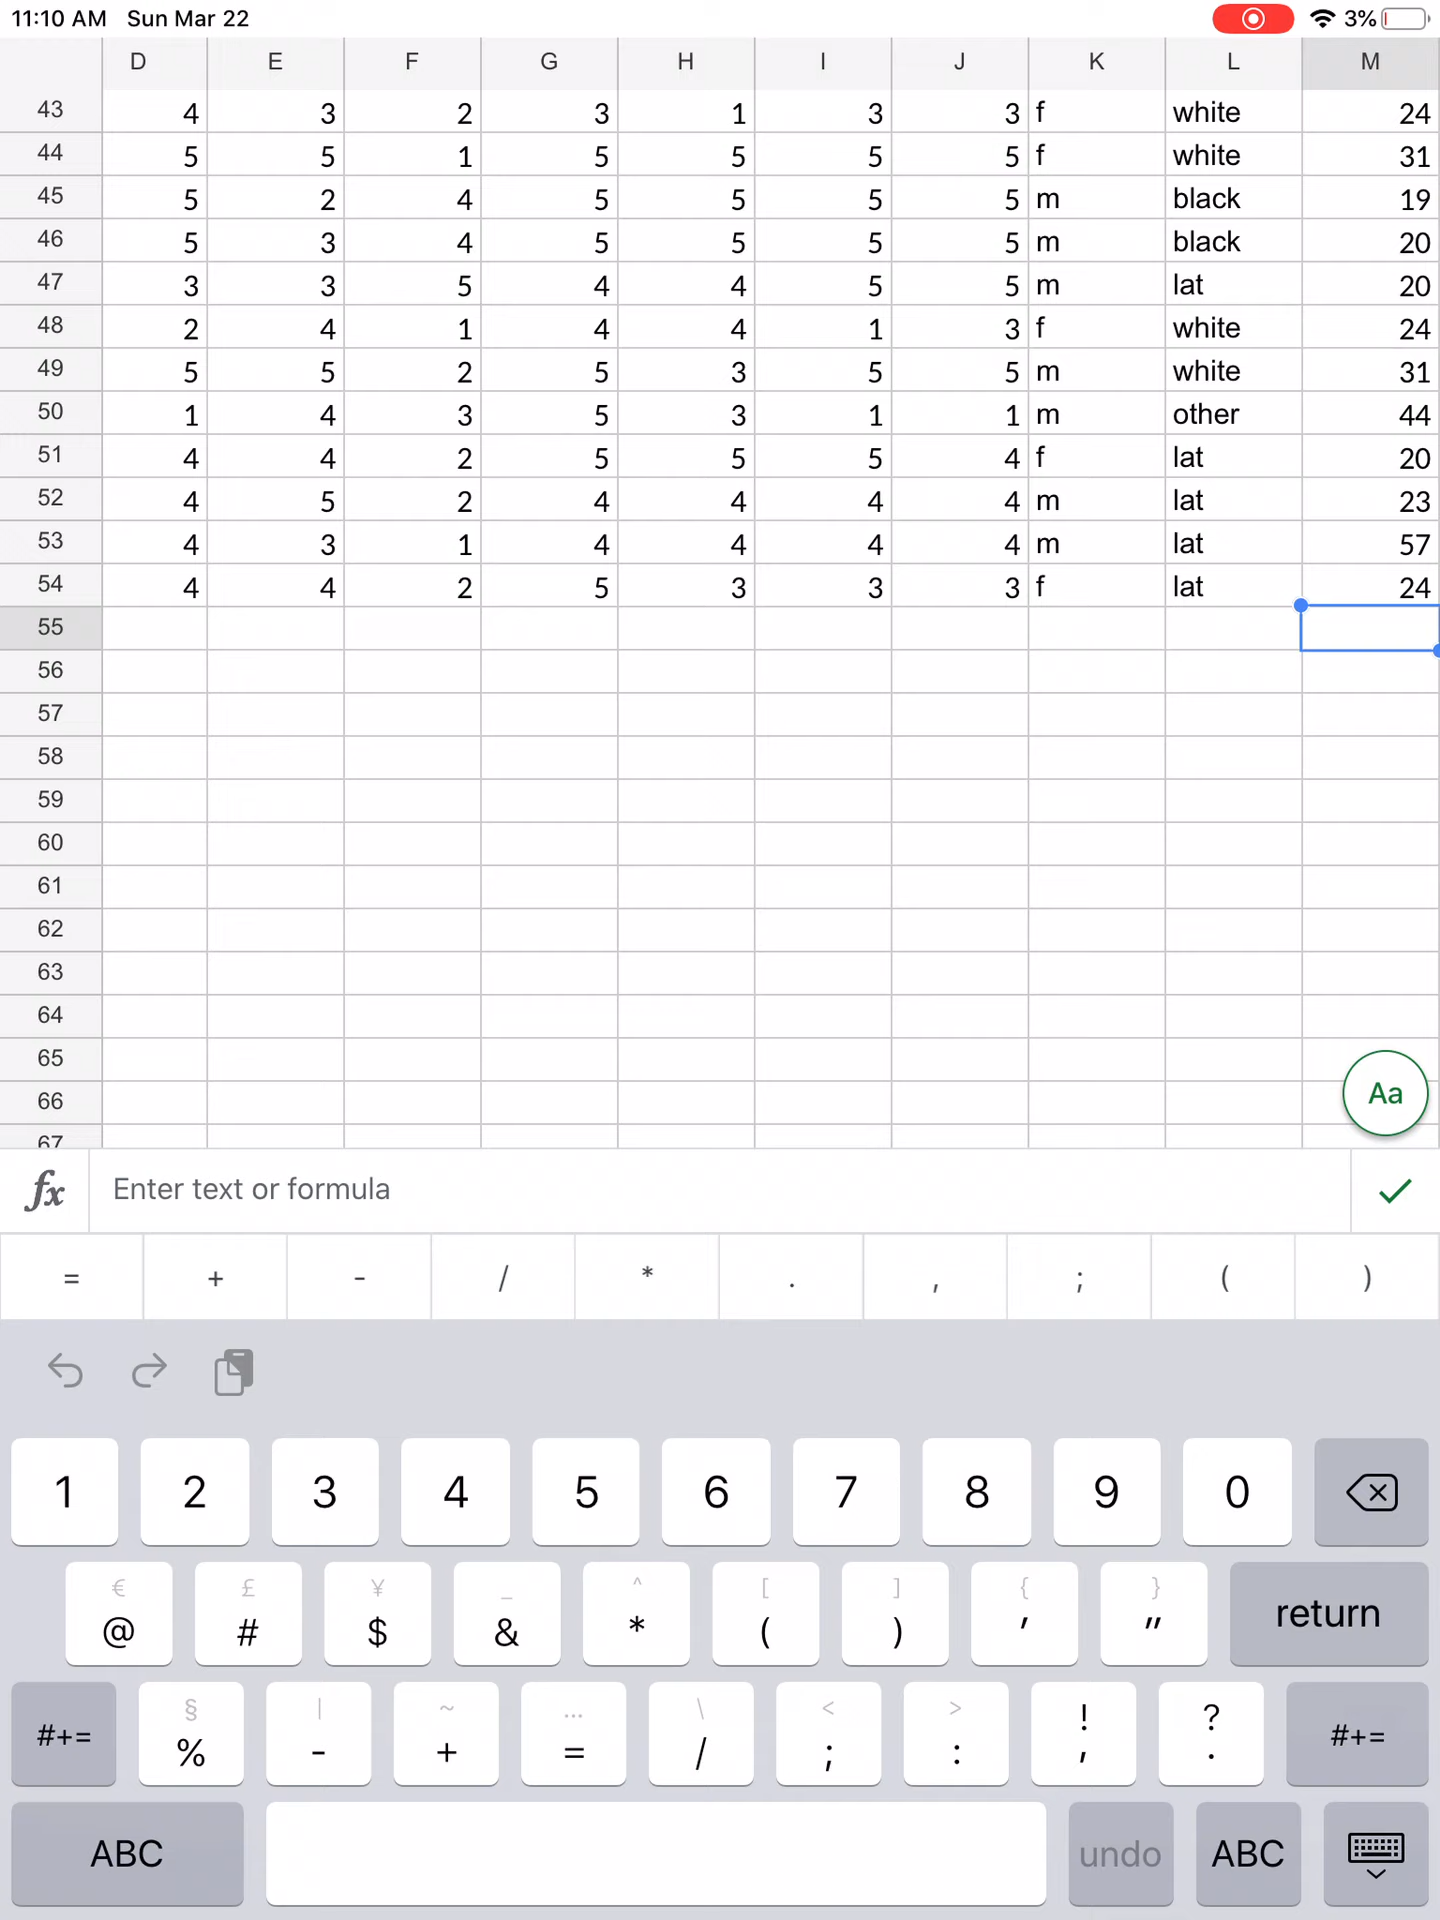 11:10 AM Sun Mar 22 3%
D E F G H I J K L M
43 4 3 2 3 1 3 3 f white 24
44 5 5 1 5 5 5 5 f white 31
45 5 2 4 5 5 5 5 m black 19
46 5 3 4 5 5 5 5 m black 20
47 3 3 5 4 4 5 5 m lat 20
48 2 4 1 4 4 1 3 f white 24
49 5 5 2 5 3 5 5 m white 31
50 1 4 3 5 3 1 1 m other 44
51 4 4 2 5 5 5 4 f lat 20
52 4 5 2 4 4 4 4 m lat 23
53 4 3 1 4 4 4 4 m lat 57
54 4 4 2 5 3 3 3 f lat 24
55
56
57
58
59
60
61
62
63
64
65
66
Aa
67
fx Enter text or formula
= + - / * . , ; ( )
1 2 3 4 5 6 7 8 9 0
€ £ ¥ _ ^ [ ] { }
@ # $ & * ( ) ' " return
§ | ~ … \ < > ! ?
#+= % - + = / ; : , . #+=
ABC undo ABC